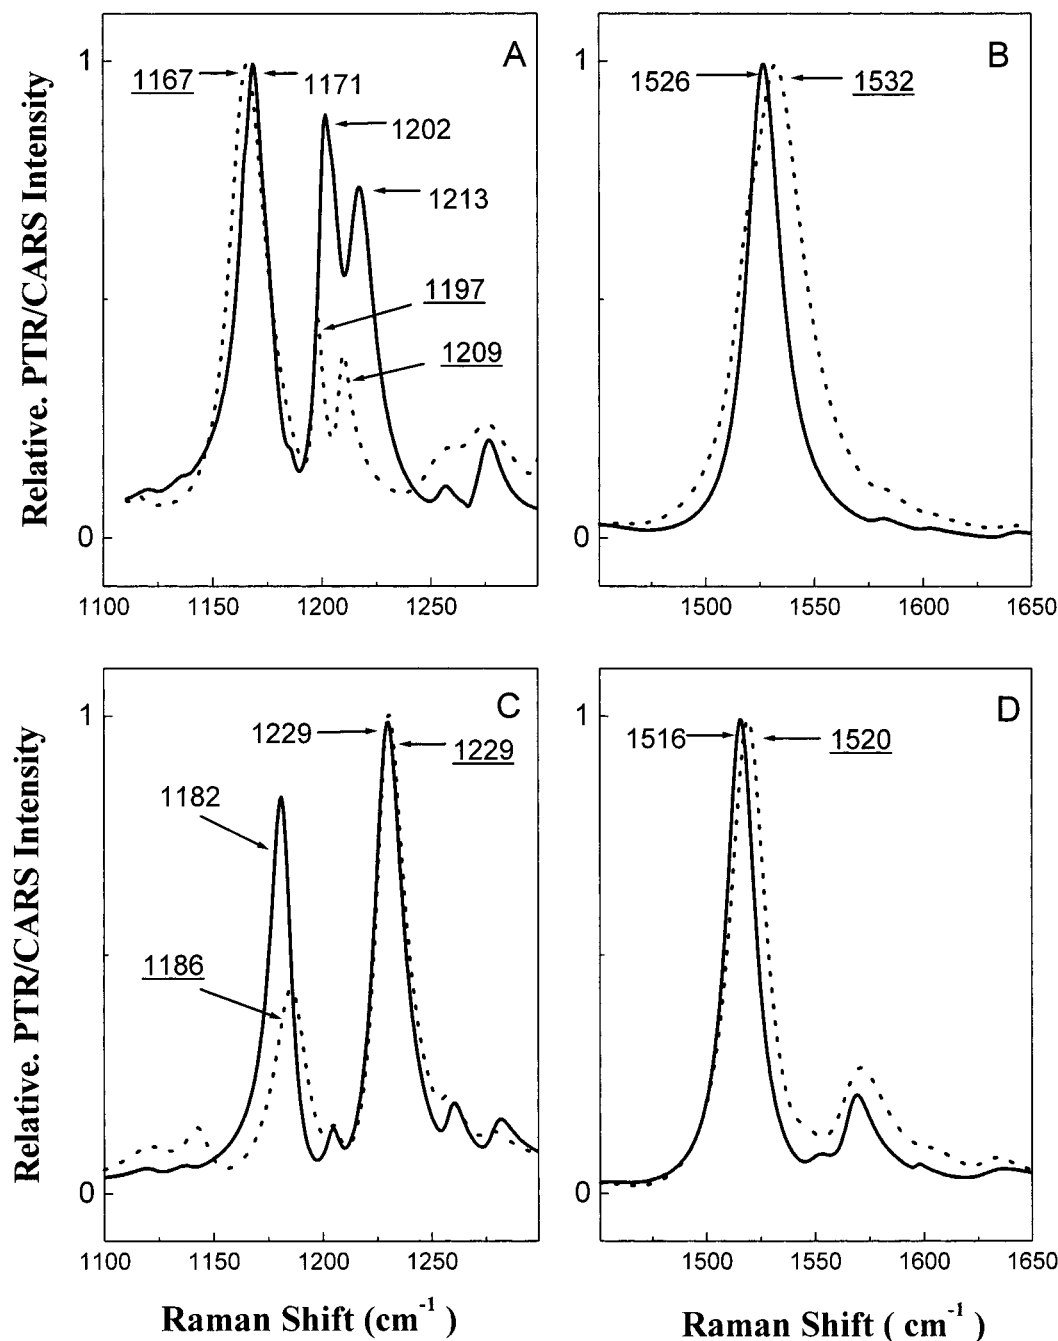 A
B
1
1167
1171
1526
1532
1202
1213
1197
1209
Relative. PTR/CARS Intensity
0
1100 1150 1200 1250
1500 1550 1600 1650
C
D
1
1229
1229
1516
1520
1182
1186
Relative. PTR/CARS Intensity
0
1100 1150 1200 1250
1500 1550 1600 1650
Raman Shift (cm-1)
Raman Shift ( cm-1)